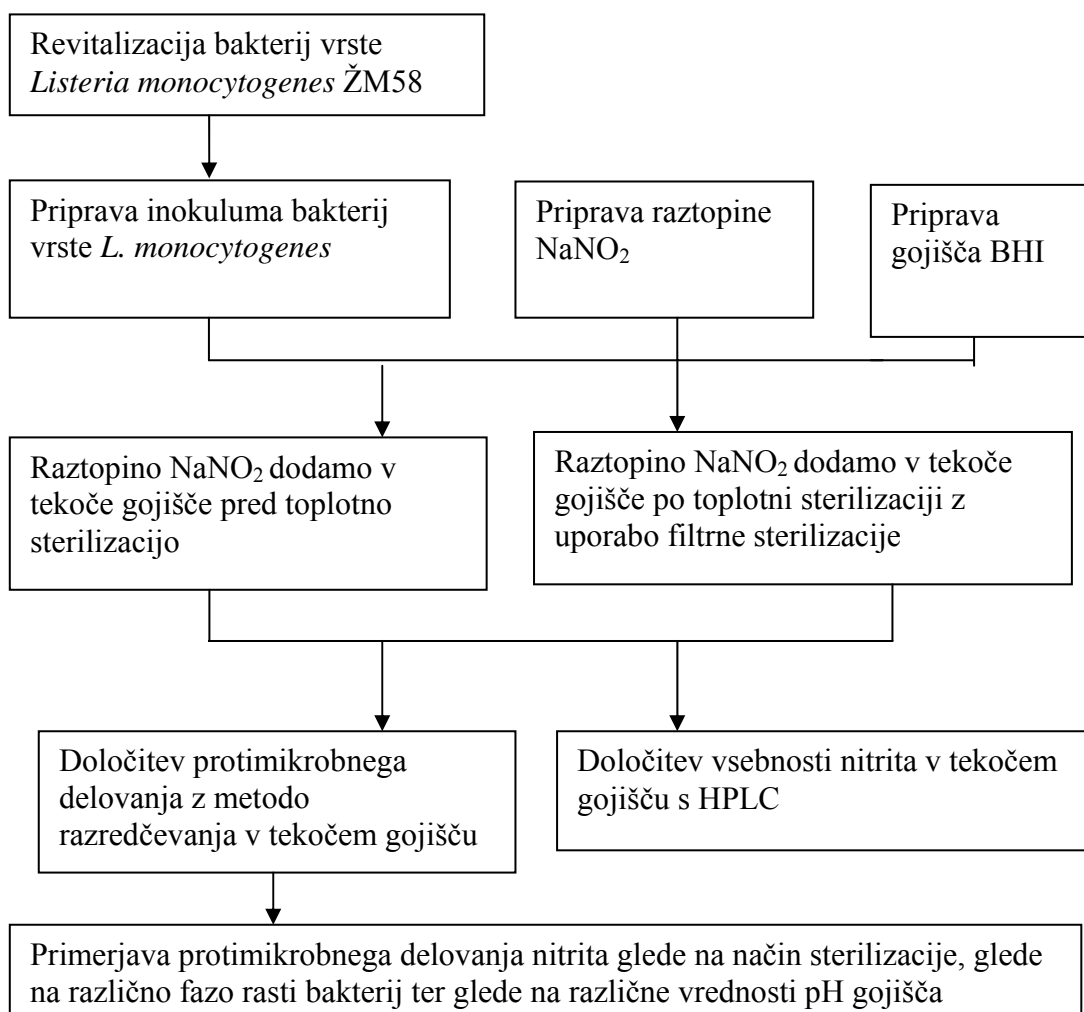 Revitalizacija bakterij vrste
Listeria monocytogenes ŽM58
Priprava inokuluma bakterij
vrste L. monocytogenes
Priprava raztopine
NaNO₂
Priprava
gojišča BHI
Raztopino NaNO₂ dodamo v
tekoče gojišče pred toplotno
sterilizacijo
Raztopino NaNO₂ dodamo v tekoče
gojišče po toplotni sterilizaciji z
uporabo filtrne sterilizacije
Določitev protimikrobnega
delovanja z metodo
razredčevanja v tekočem gojišču
Določitev vsebnosti nitrita v tekočem
gojišču s HPLC
Primerjava protimikrobnega delovanja nitrita glede na način sterilizacije, glede
na različno fazo rasti bakterij ter glede na različne vrednosti pH gojišča